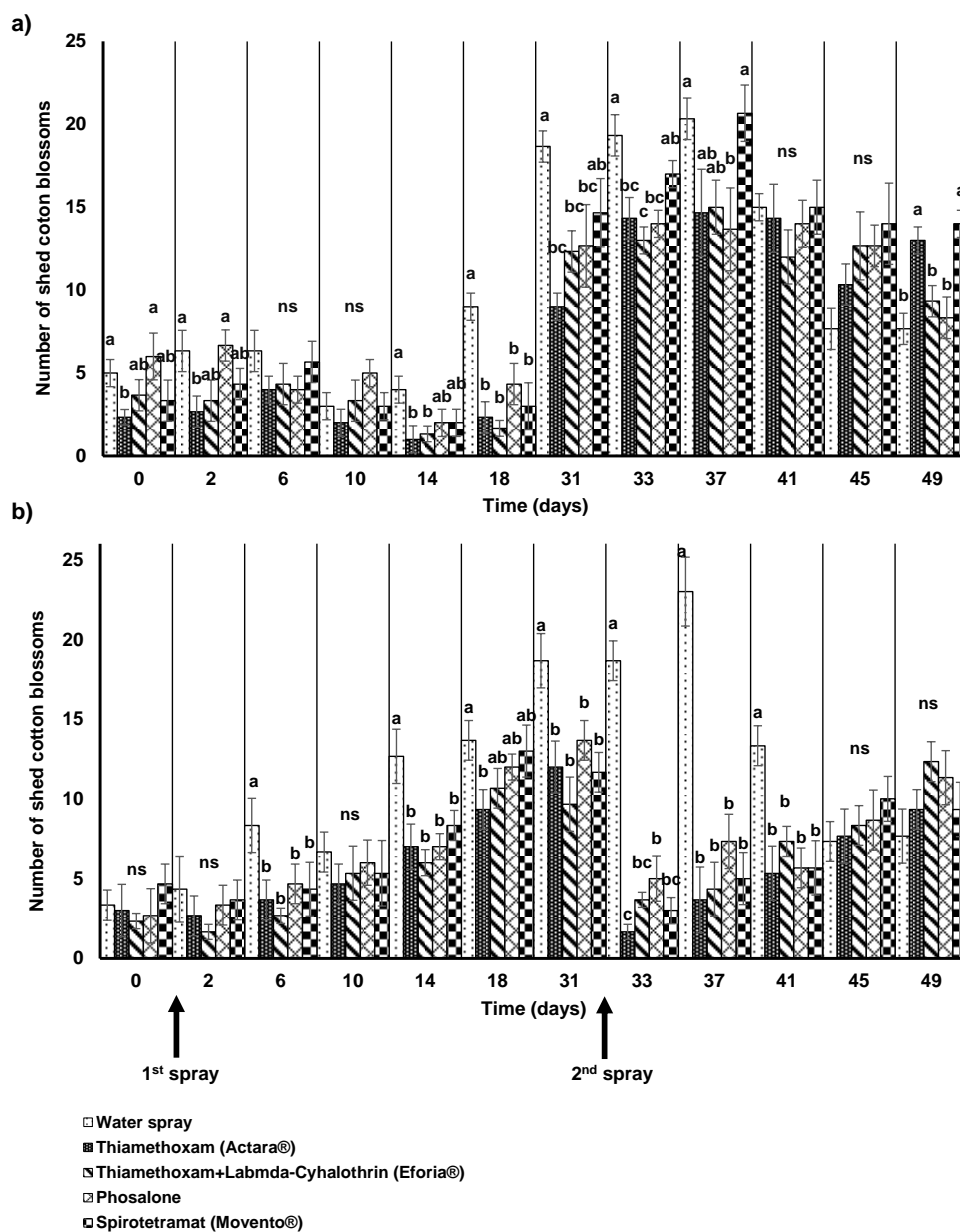 a)
25
20
15
10
5
0
Number of shed coton blossoms
a b ab a ab
a b ab a ab
ns
ns
a b b ab ab
a b b b b
a bc bc bc ab
a bc c bc ab
a ab ab b a
ns
ns
b a b b a
0 2 6 10 14 18 31 33 37 41 45 49
Time (days)
b)
25
20
15
10
5
0
Number of shed cotton blossoms
ns
ns
a b b b b
ns
a b b b b
a b ab ab ab
a b b b b
a c bc b bc
a b b b b
a b b b b
ns
ns
0 2 6 10 14 18 31 33 37 41 45 49
Time (days)
1st spray
2nd spray
Water spray
Thiamethoxam (Actara®)
Thiamethoxam+Labmda-Cyhalothrin (Eforia®)
Phosalone
Spirotetramat (Movento®)